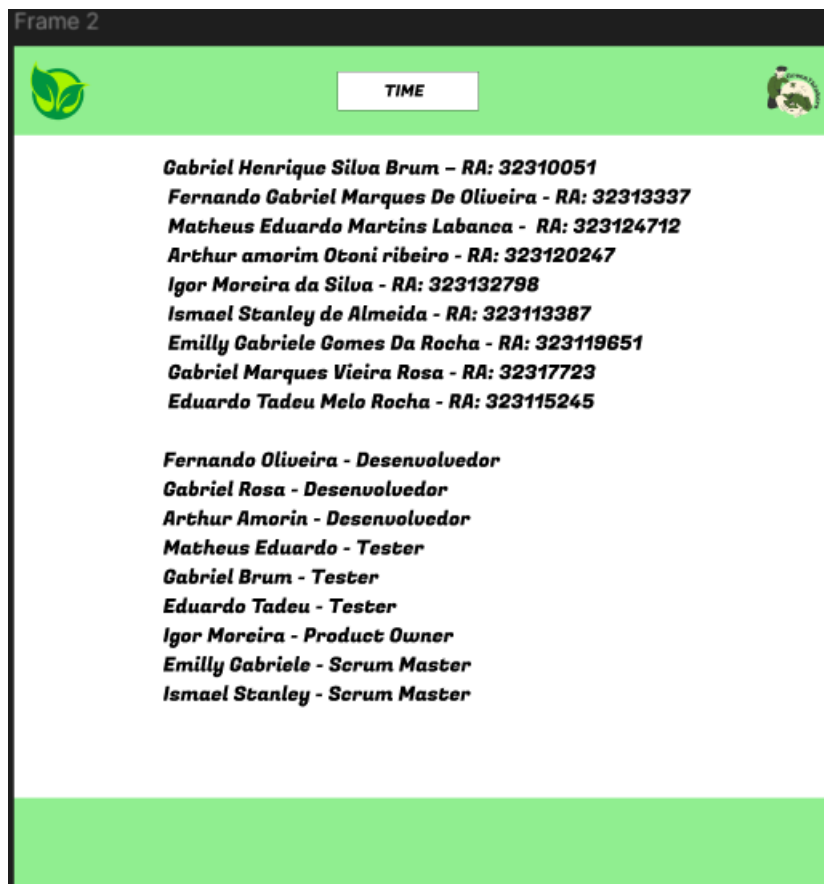 Frame 2
TIME
Gabriel Henrique Silva Brum – RA: 32310051
Fernando Gabriel Marques De Oliveira - RA: 32313337
Matheus Eduardo Martins Labanca - RA: 323124712
Arthur amorim Otoni ribeiro - RA: 323120247
Igor Moreira da Silva - RA: 323132798
Ismael Stanley de Almeida - RA: 323113387
Emilly Gabriele Gomes Da Rocha - RA: 323119651
Gabriel Marques Vieira Rosa - RA: 32317723
Eduardo Tadeu Melo Rocha - RA: 323115245
Fernando Oliveira - Desenvolvedor
Gabriel Rosa - Desenvolvedor
Arthur Amorin - Desenvolvedor
Matheus Eduardo - Tester
Gabriel Brum - Tester
Eduardo Tadeu - Tester
Igor Moreira - Product Owner
Emilly Gabriele - Scrum Master
Ismael Stanley - Scrum Master